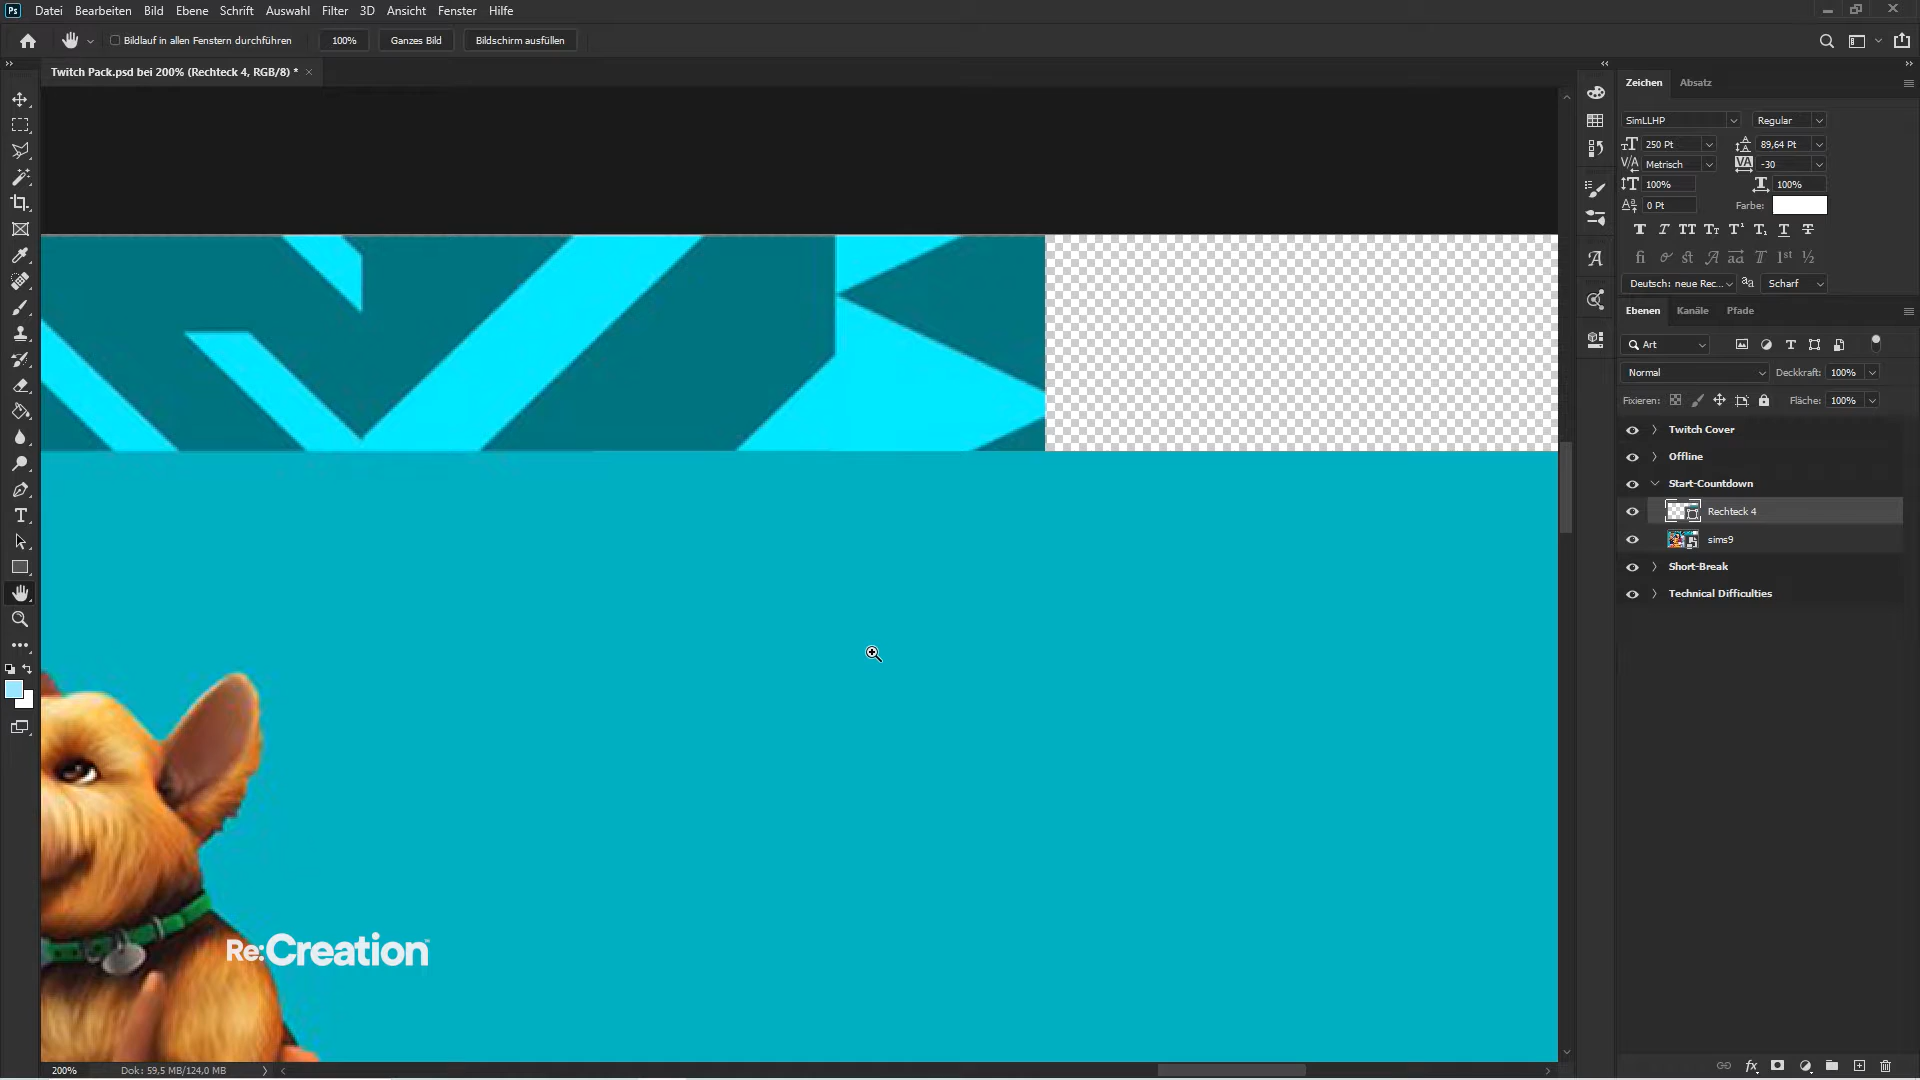 Ps Datei Bearbeiten Bild Ebene Schrift Auswahl Filter 3D Ansicht Fenster Hilfe
Bildlauf in allen Fenstern durchführen 100% Ganzes Bild Bildschirm ausfüllen
Twitch Pack.psd bei 200% (Rechteck 4, RGB/8) *
Zeichen Absatz
SimLLHP Regular
250 Pt 89,64 Pt
Metrisch -30
100% 100%
0 Pt Farbe:
Deutsch: neue Rec... Scharf
Ebenen Kanäle Pfade
Art
Normal Deckkraft: 100%
Fixieren: Fläche: 100%
Twitch Cover
Offline
Start-Countdown
Rechteck 4
sims9
Short-Break
Technical Difficulties
Re:Creation™
200% Dok: 59,5 MB/124,0 MB